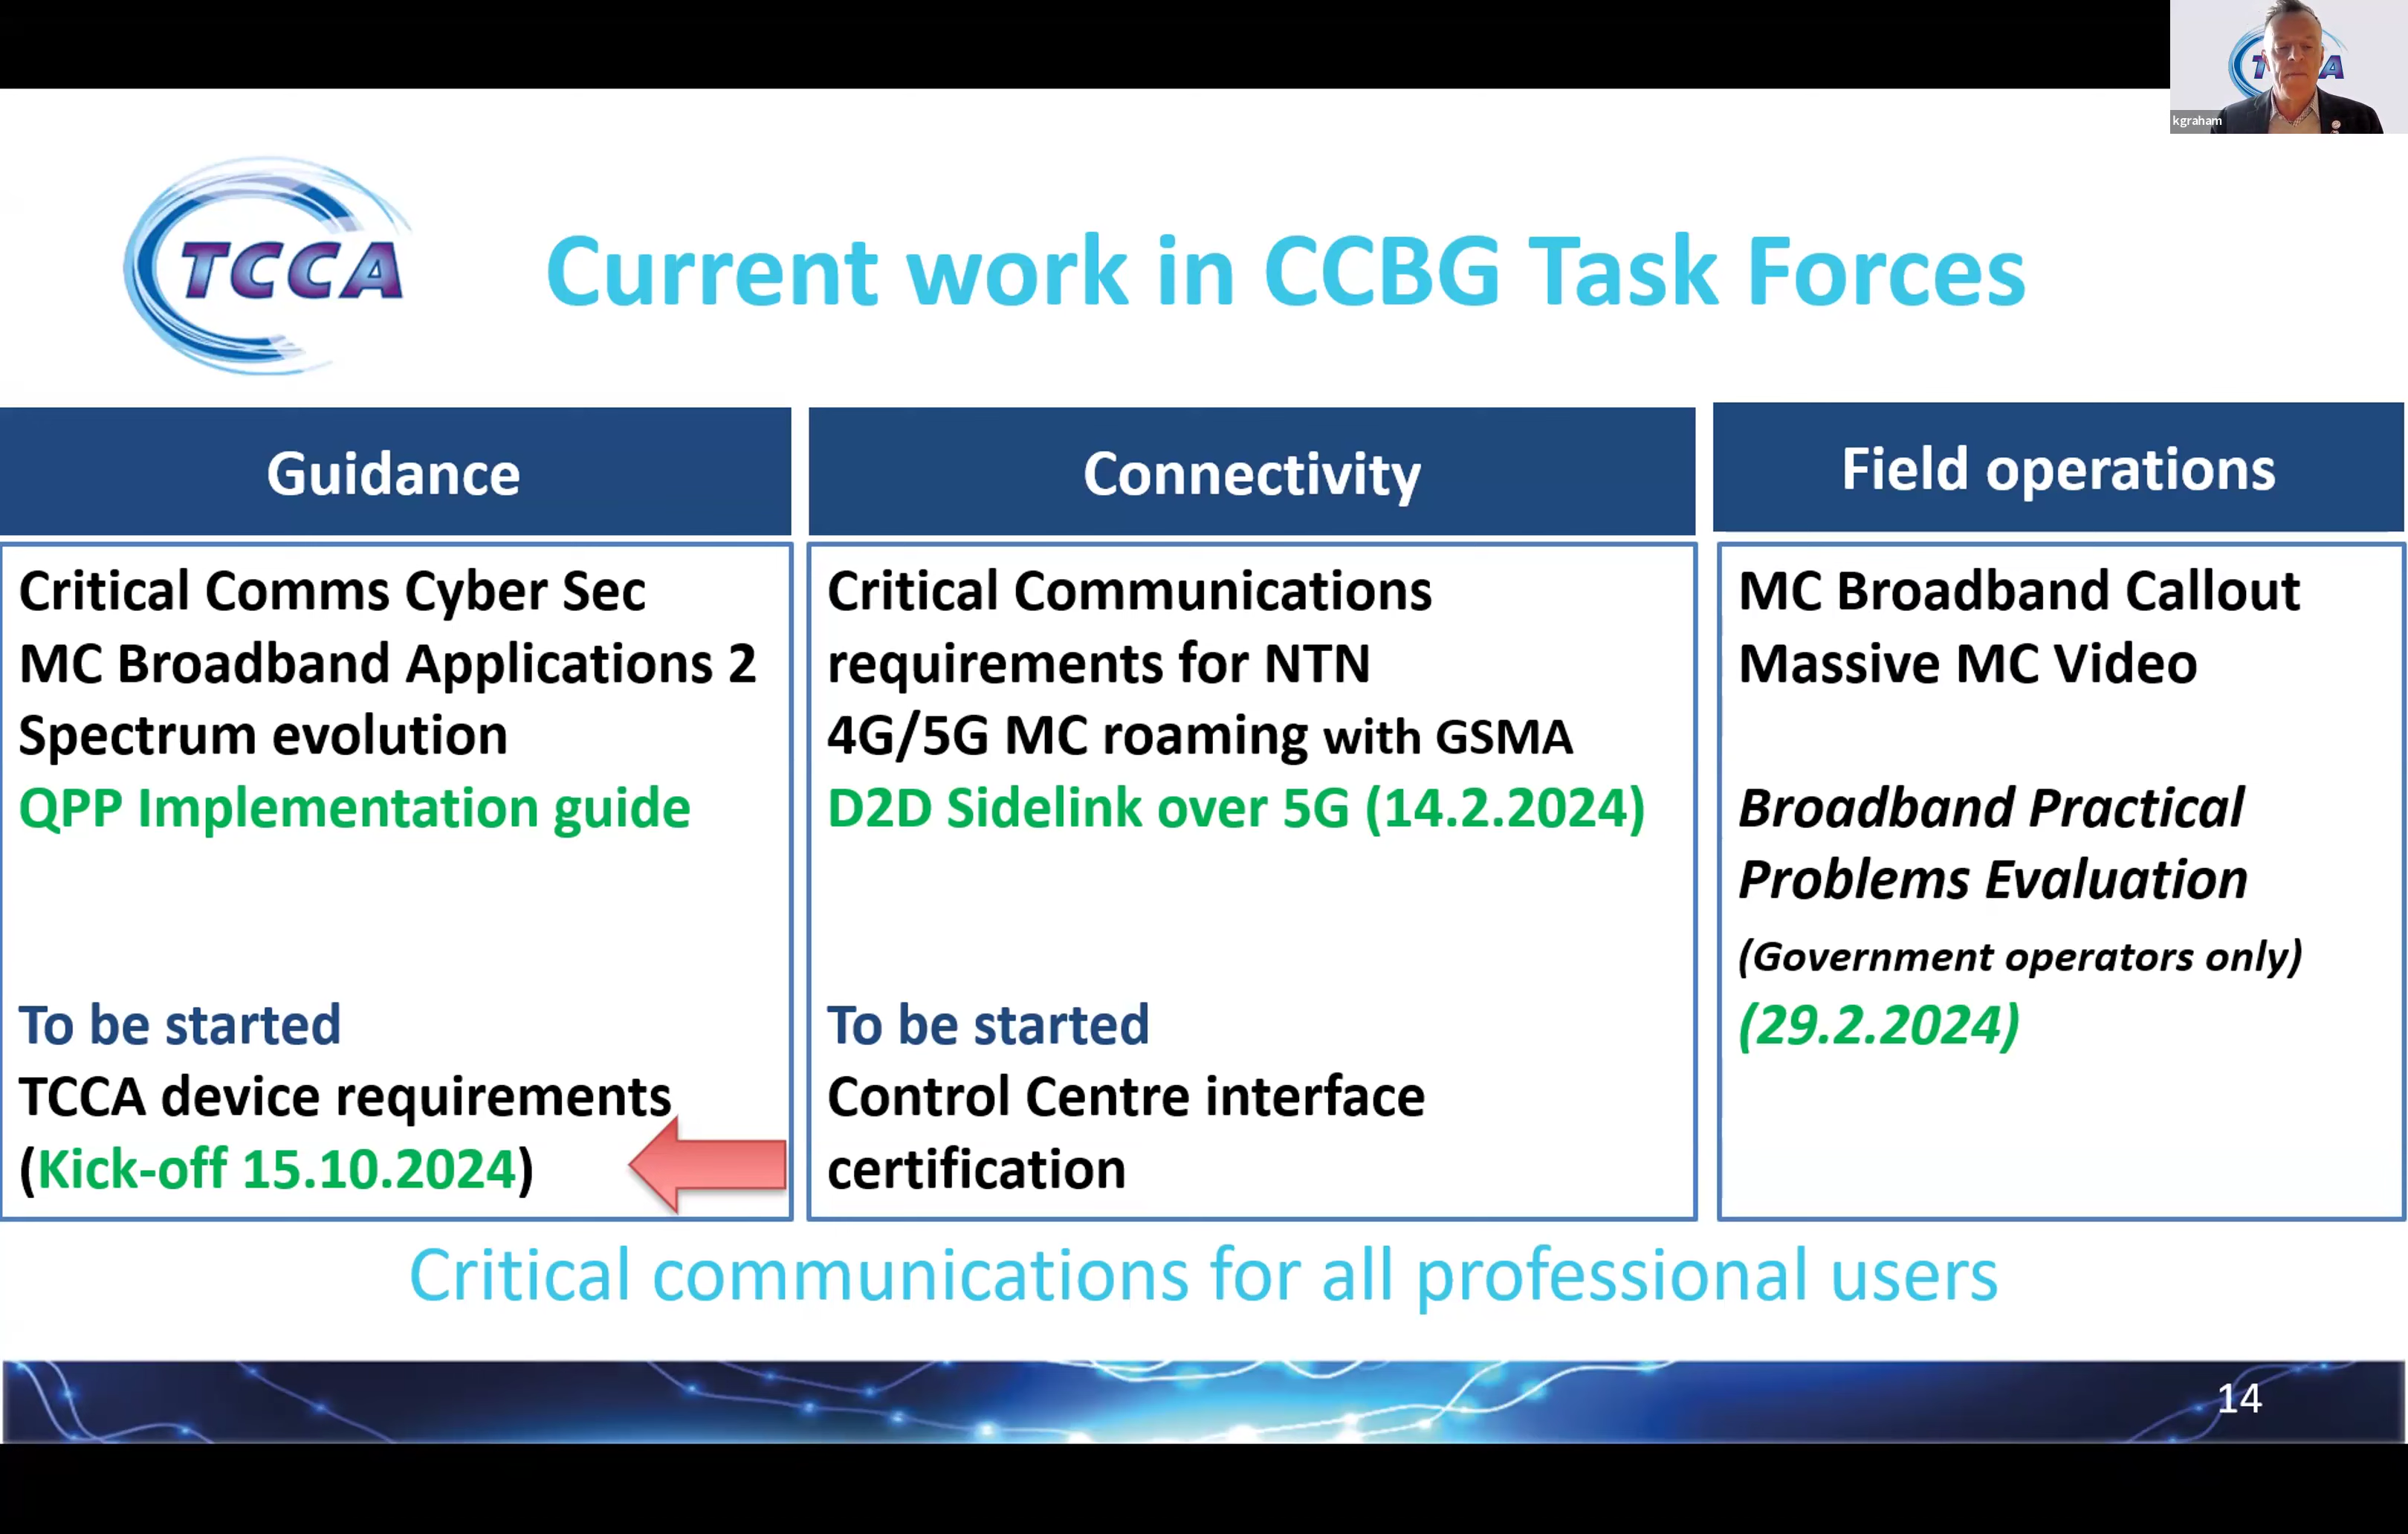 kgraham
TCCA
Current work in CCBG Task Forces
Guidance
Critical Comms Cyber Sec
MC Broadband Applications 2
Spectrum evolution
QPP Implementation guide
To be started
TCCA device requirements
(Kick-off 15.10.2024)
Connectivity
Critical Communications
requirements for NTN
4G/5G MC roaming with GSMA
D2D Sidelink over 5G (14.2.2024)
To be started
Control Centre interface
certification
Field operations
MC Broadband Callout
Massive MC Video
Broadband Practical
Problems Evaluation
(Government operators only)
(29.2.2024)
Critical communications for all professional users
14